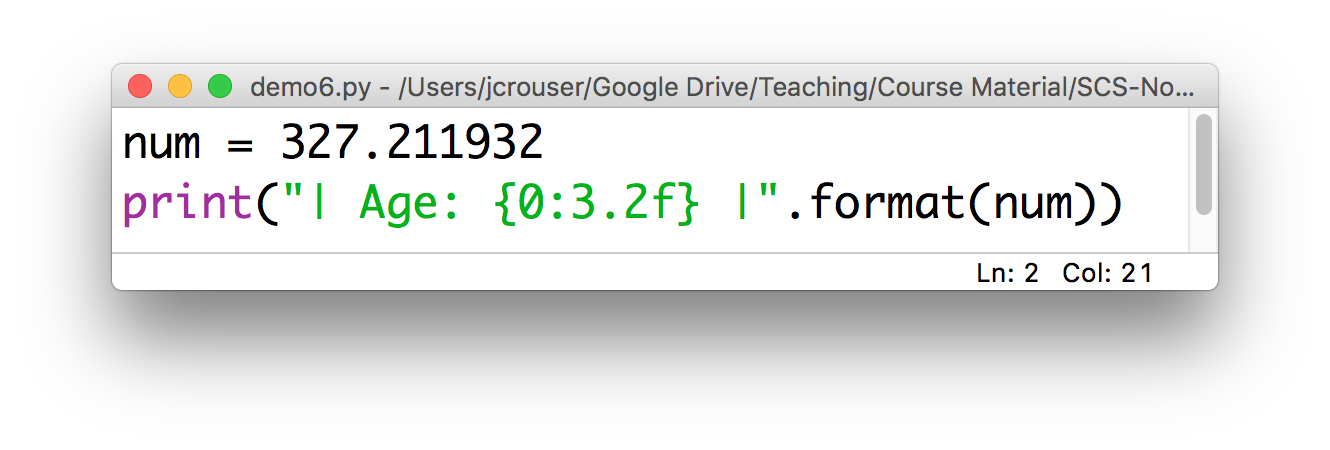 demo6.py - /Users/jcrouser/Google Drive/Teaching/Course Material/SCS-No...
num = 327.211932
print("| Age: {0:3.2f} |".format(num))
Ln: 2 Col: 21